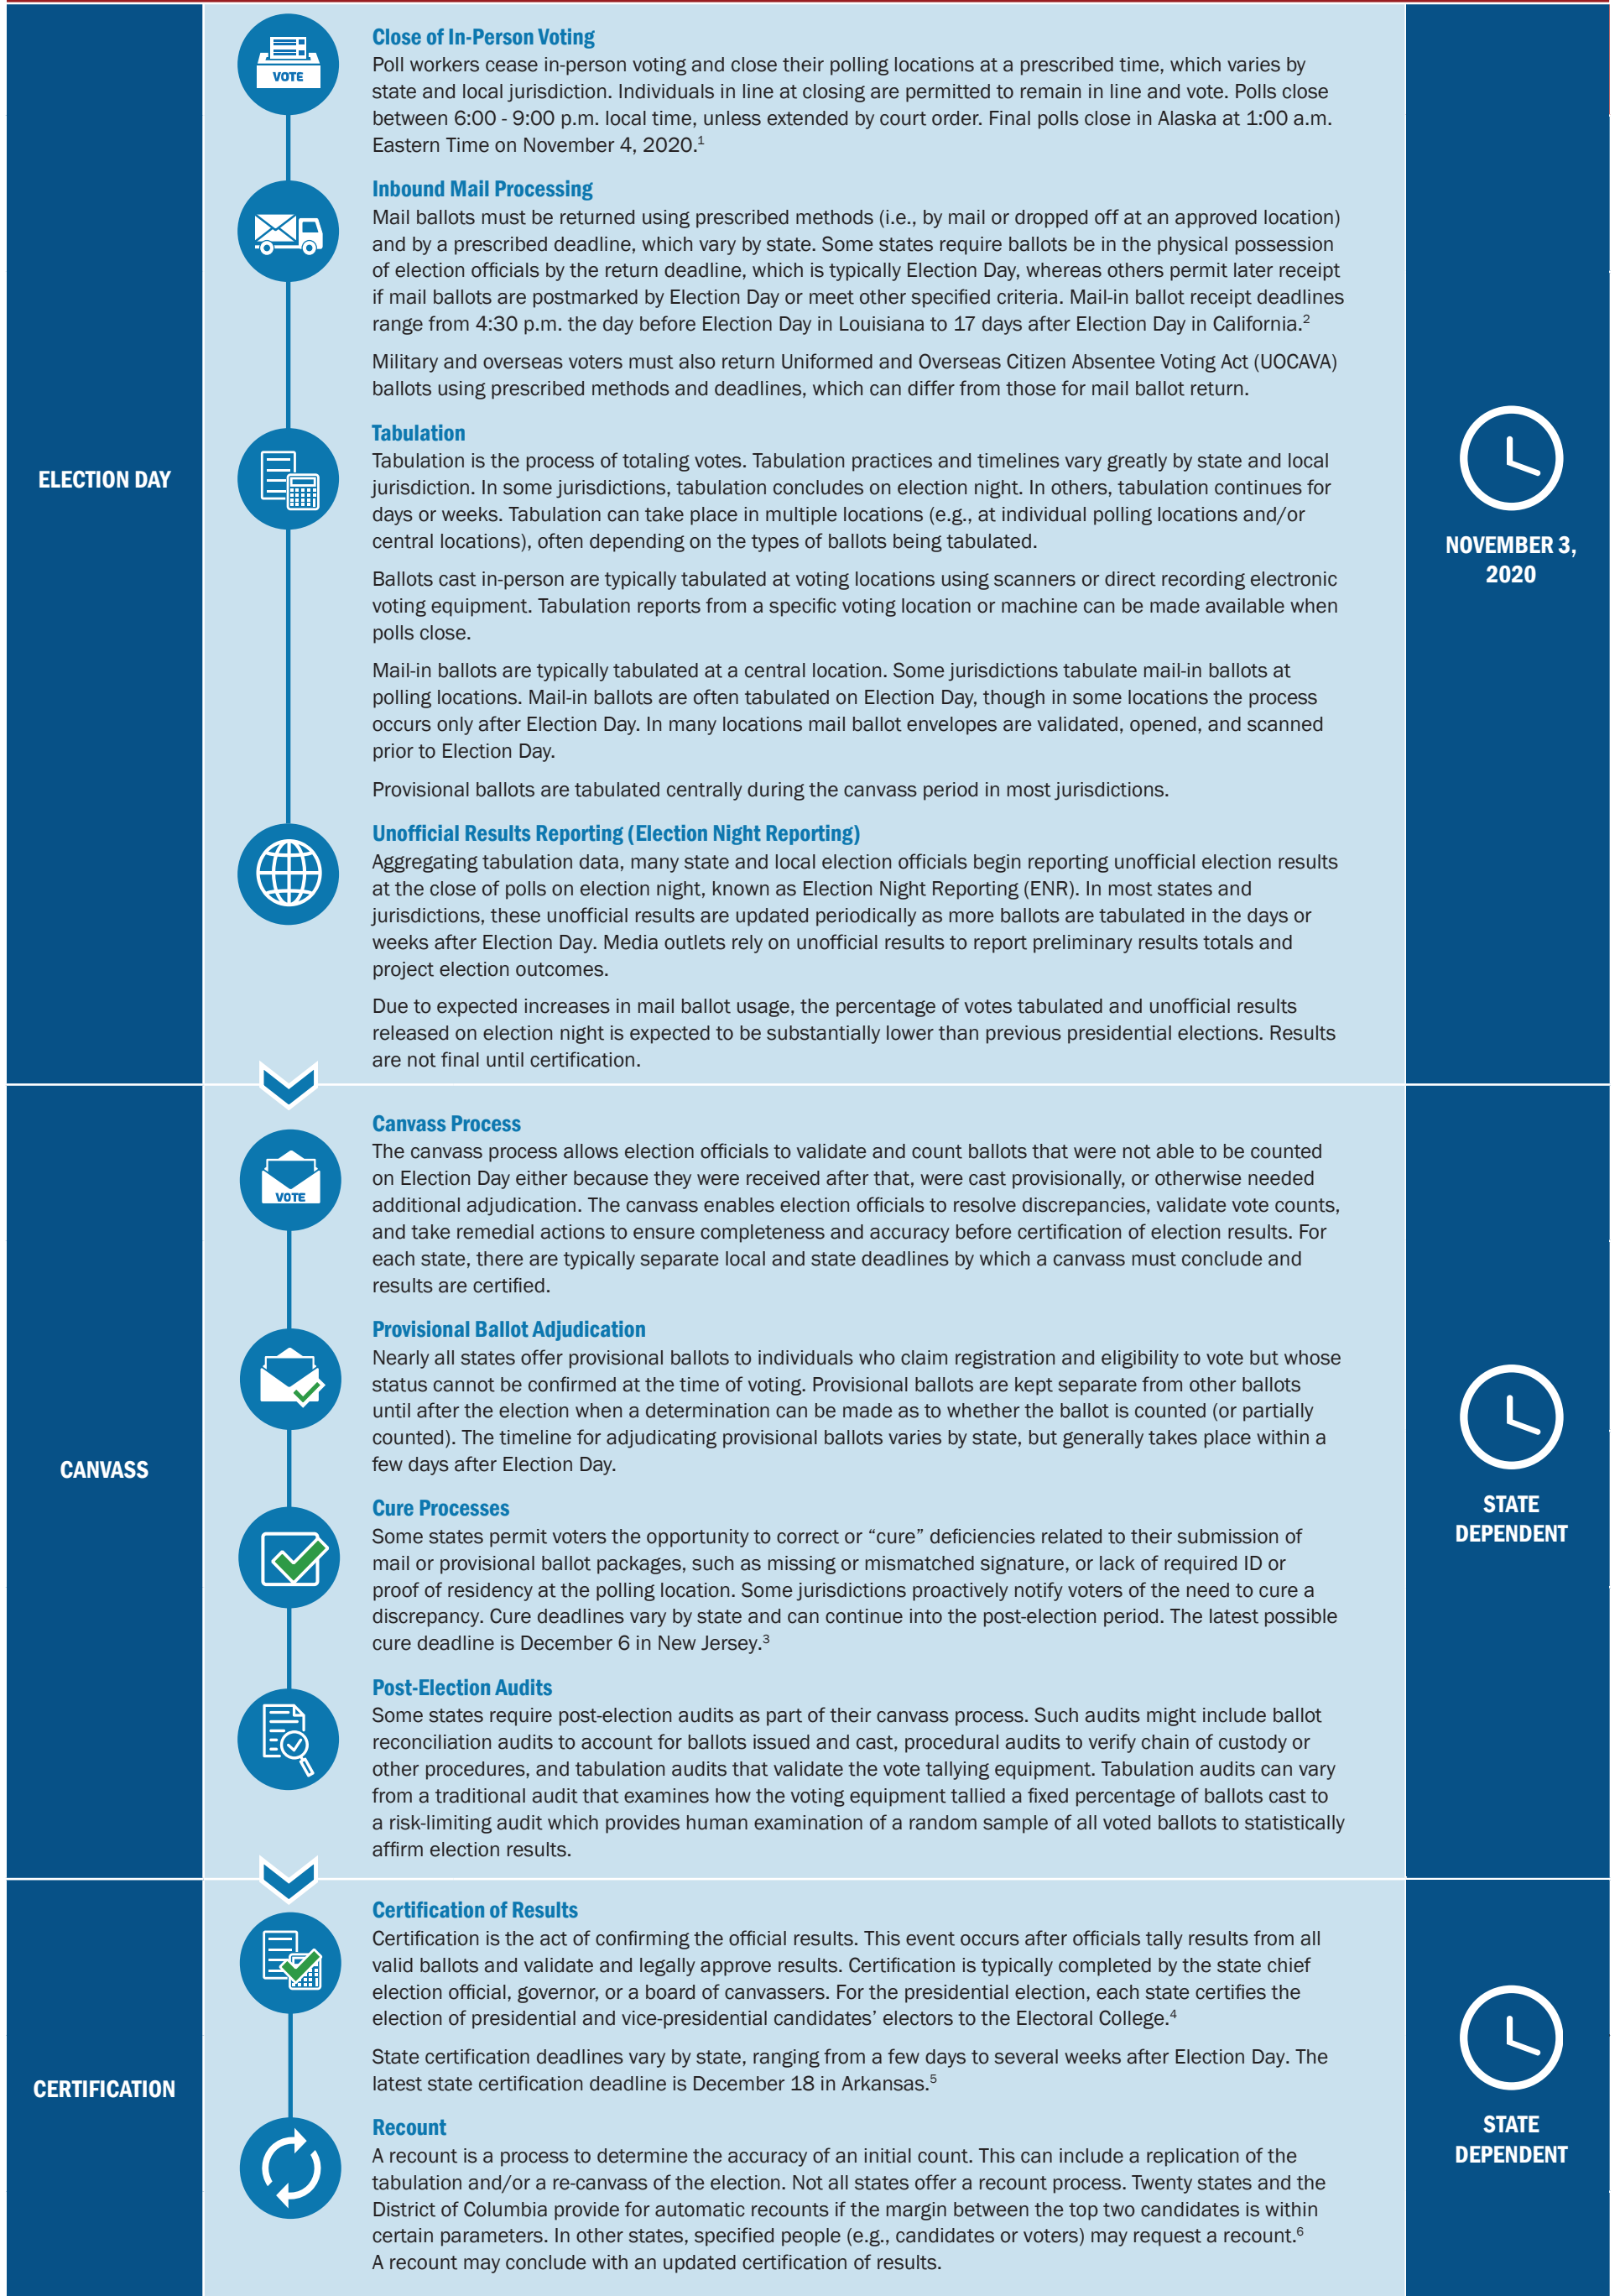 ELECTION DAY
VOTE
Close of In-Person Voting
Poll workers cease in-person voting and close their polling locations at a prescribed time, which varies by
state and local jurisdiction. Individuals in line at closing are permitted to remain in line and vote. Polls close
between 6:00 - 9:00 p.m. local time, unless extended by court order. Final polls close in Alaska at 1:00 a.m.
Eastern Time on November 4, 2020.1
Inbound Mail Processing
Mail ballots must be returned using prescribed methods (i.e., by mail or dropped off at an approved location)
and by a prescribed deadline, which vary by state. Some states require ballots be in the physical possession
of election officials by the return deadline, which is typically Election Day, whereas others permit later receipt
if mail ballots are postmarked by Election Day or meet other specified criteria. Mail-in ballot receipt deadlines
range from 4:30 p.m. the day before Election Day in Louisiana to 17 days after Election Day in California.2
Military and overseas voters must also return Uniformed and Overseas Citizen Absentee Voting Act (UOCAVA)
ballots using prescribed methods and deadlines, which can differ from those for mail ballot return.
Tabulation
Tabulation is the process of totaling votes. Tabulation practices and timelines vary greatly by state and local
jurisdiction. In some jurisdictions, tabulation concludes on election night. In others, tabulation continues for
days or weeks. Tabulation can take place in multiple locations (e.g., at individual polling locations and/or
central locations), often depending on the types of ballots being tabulated.
Ballots cast in-person are typically tabulated at voting locations using scanners or direct recording electronic
voting equipment. Tabulation reports from a specific voting location or machine can be made available when
polls close.
Mail-in ballots are typically tabulated at a central location. Some jurisdictions tabulate mail-in ballots at
polling locations. Mail-in ballots are often tabulated on Election Day, though in some locations the process
occurs only after Election Day. In many locations mail ballot envelopes are validated, opened, and scanned
prior to Election Day.
Provisional ballots are tabulated centrally during the canvass period in most jurisdictions.
Unofficial Results Reporting (Election Night Reporting)
Aggregating tabulation data, many state and local election officials begin reporting unofficial election results
at the close of polls on election night, known as Election Night Reporting (ENR). In most states and
jurisdictions, these unofficial results are updated periodically as more ballots are tabulated in the days or
weeks after Election Day. Media outlets rely on unofficial results to report preliminary results totals and
project election outcomes.
Due to expected increases in mail ballot usage, the percentage of votes tabulated and unofficial results
released on election night is expected to be substantially lower than previous presidential elections. Results
are not final until certification.
NOVEMBER 3,
2020
CANVASS
VOTE
Canvass Process
The canvass process allows election officials to validate and count ballots that were not able to be counted
on Election Day either because they were received after that, were cast provisionally, or otherwise needed
additional adjudication. The canvass enables election officials to resolve discrepancies, validate vote counts,
and take remedial actions to ensure completeness and accuracy before certification of election results. For
each state, there are typically separate local and state deadlines by which a canvass must conclude and
results are certified.
Provisional Ballot Adjudication
Nearly all states offer provisional ballots to individuals who claim registration and eligibility to vote but whose
status cannot be confirmed at the time of voting. Provisional ballots are kept separate from other ballots
until after the election when a determination can be made as to whether the ballot is counted (or partially
counted). The timeline for adjudicating provisional ballots varies by state, but generally takes place within a
few days after Election Day.
Cure Processes
Some states permit voters the opportunity to correct or “cure” deficiencies related to their submission of
mail or provisional ballot packages, such as missing or mismatched signature, or lack of required ID or
proof of residency at the polling location. Some jurisdictions proactively notify voters of the need to cure a
discrepancy. Cure deadlines vary by state and can continue into the post-election period. The latest possible
cure deadline is December 6 in New Jersey.3
Post-Election Audits
Some states require post-election audits as part of their canvass process. Such audits might include ballot
reconciliation audits to account for ballots issued and cast, procedural audits to verify chain of custody or
other procedures, and tabulation audits that validate the vote tallying equipment. Tabulation audits can vary
from a traditional audit that examines how the voting equipment tallied a fixed percentage of ballots cast to
a risk-limiting audit which provides human examination of a random sample of all voted ballots to statistically
affirm election results.
STATE
DEPENDENT
CERTIFICATION
Certification of Results
Certification is the act of confirming the official results. This event occurs after officials tally results from all
valid ballots and validate and legally approve results. Certification is typically completed by the state chief
election official, governor, or a board of canvassers. For the presidential election, each state certifies the
election of presidential and vice-presidential candidates’ electors to the Electoral College.4
State certification deadlines vary by state, ranging from a few days to several weeks after Election Day. The
latest state certification deadline is December 18 in Arkansas.5
Recount
A recount is a process to determine the accuracy of an initial count. This can include a replication of the
tabulation and/or a re-canvass of the election. Not all states offer a recount process. Twenty states and the
District of Columbia provide for automatic recounts if the margin between the top two candidates is within
certain parameters. In other states, specified people (e.g., candidates or voters) may request a recount.6
A recount may conclude with an updated certification of results.
STATE
DEPENDENT